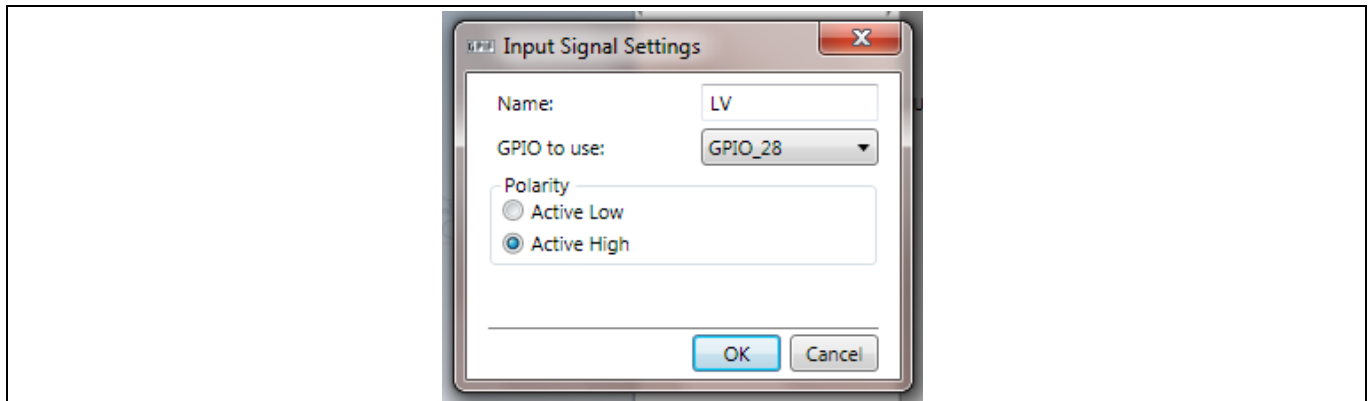 Input Signal Settings
Name: LV
GPIO to use: GPIO_28
Polarity
Active Low
Active High
OK Cancel